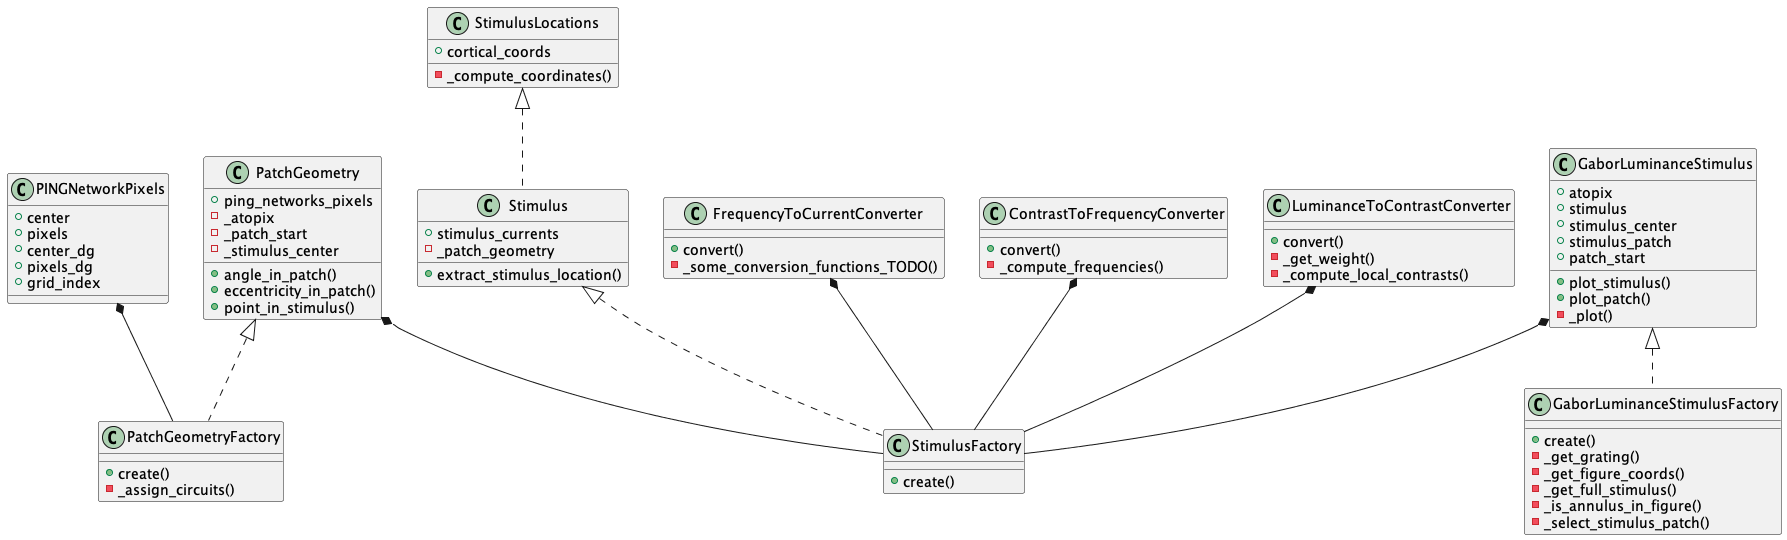 C StimulusLocations
cortical_coords
_compute_coordinates()
C PINGNetworkPixels
center
pixels
center_dg
pixels_dg
grid_index
C PatchGeometry
ping_networks_pixels
_atopix
_patch_start
_stimulus_center
angle_in_patch()
eccentricity_in_patch()
point_in_stimulus()
C Stimulus
stimulus_currents
_patch_geometry
extract_stimulus_location()
C FrequencyToCurrentConverter
convert()
_some_conversion_functions_TODO()
C ContrastToFrequencyConverter
convert()
_compute_frequencies()
C LuminanceToContrastConverter
convert()
_get_weight()
_compute_local_contrasts()
C GaborLuminanceStimulus
atopix
stimulus
stimulus_center
stimulus_patch
patch_start
plot_stimulus()
plot_patch()
_plot()
C PatchGeometryFactory
create()
_assign_circuits()
C StimulusFactory
create()
C GaborLuminanceStimulusFactory
create()
_get_grating()
_get_figure_coords()
_get_full_stimulus()
_is_annulus_in_figure()
_select_stimulus_patch()